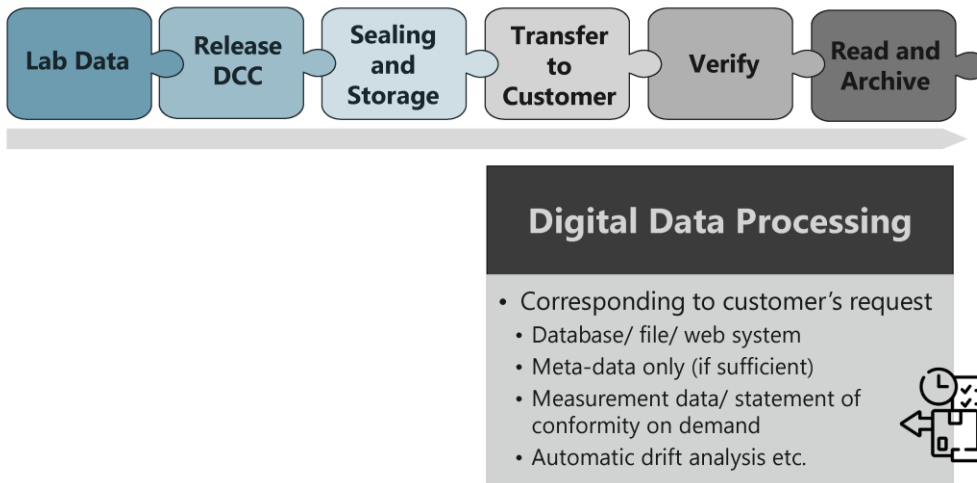 Lab Data
Release
DCC
Sealing
and
Storage
Transfer
to
Customer
Verify
Read and
Archive
Digital Data Processing
• Corresponding to customer’s request
• Database/ file/ web system
• Meta-data only (if sufficient)
• Measurement data/ statement of
conformity on demand
• Automatic drift analysis etc.